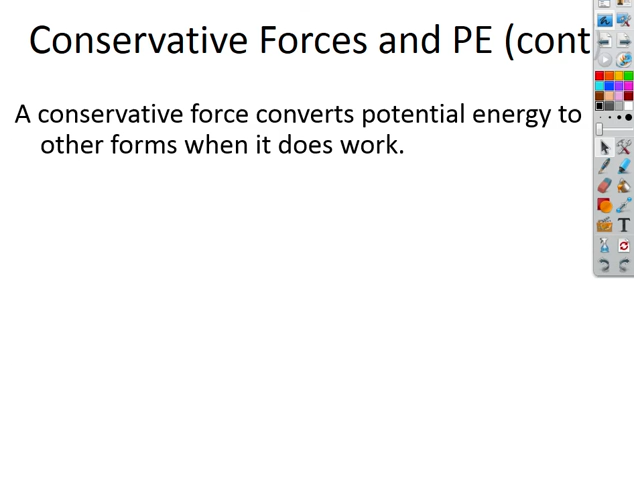 Conservative Forces and PE (cont
A conservative force converts potential energy to
other forms when it does work.
T